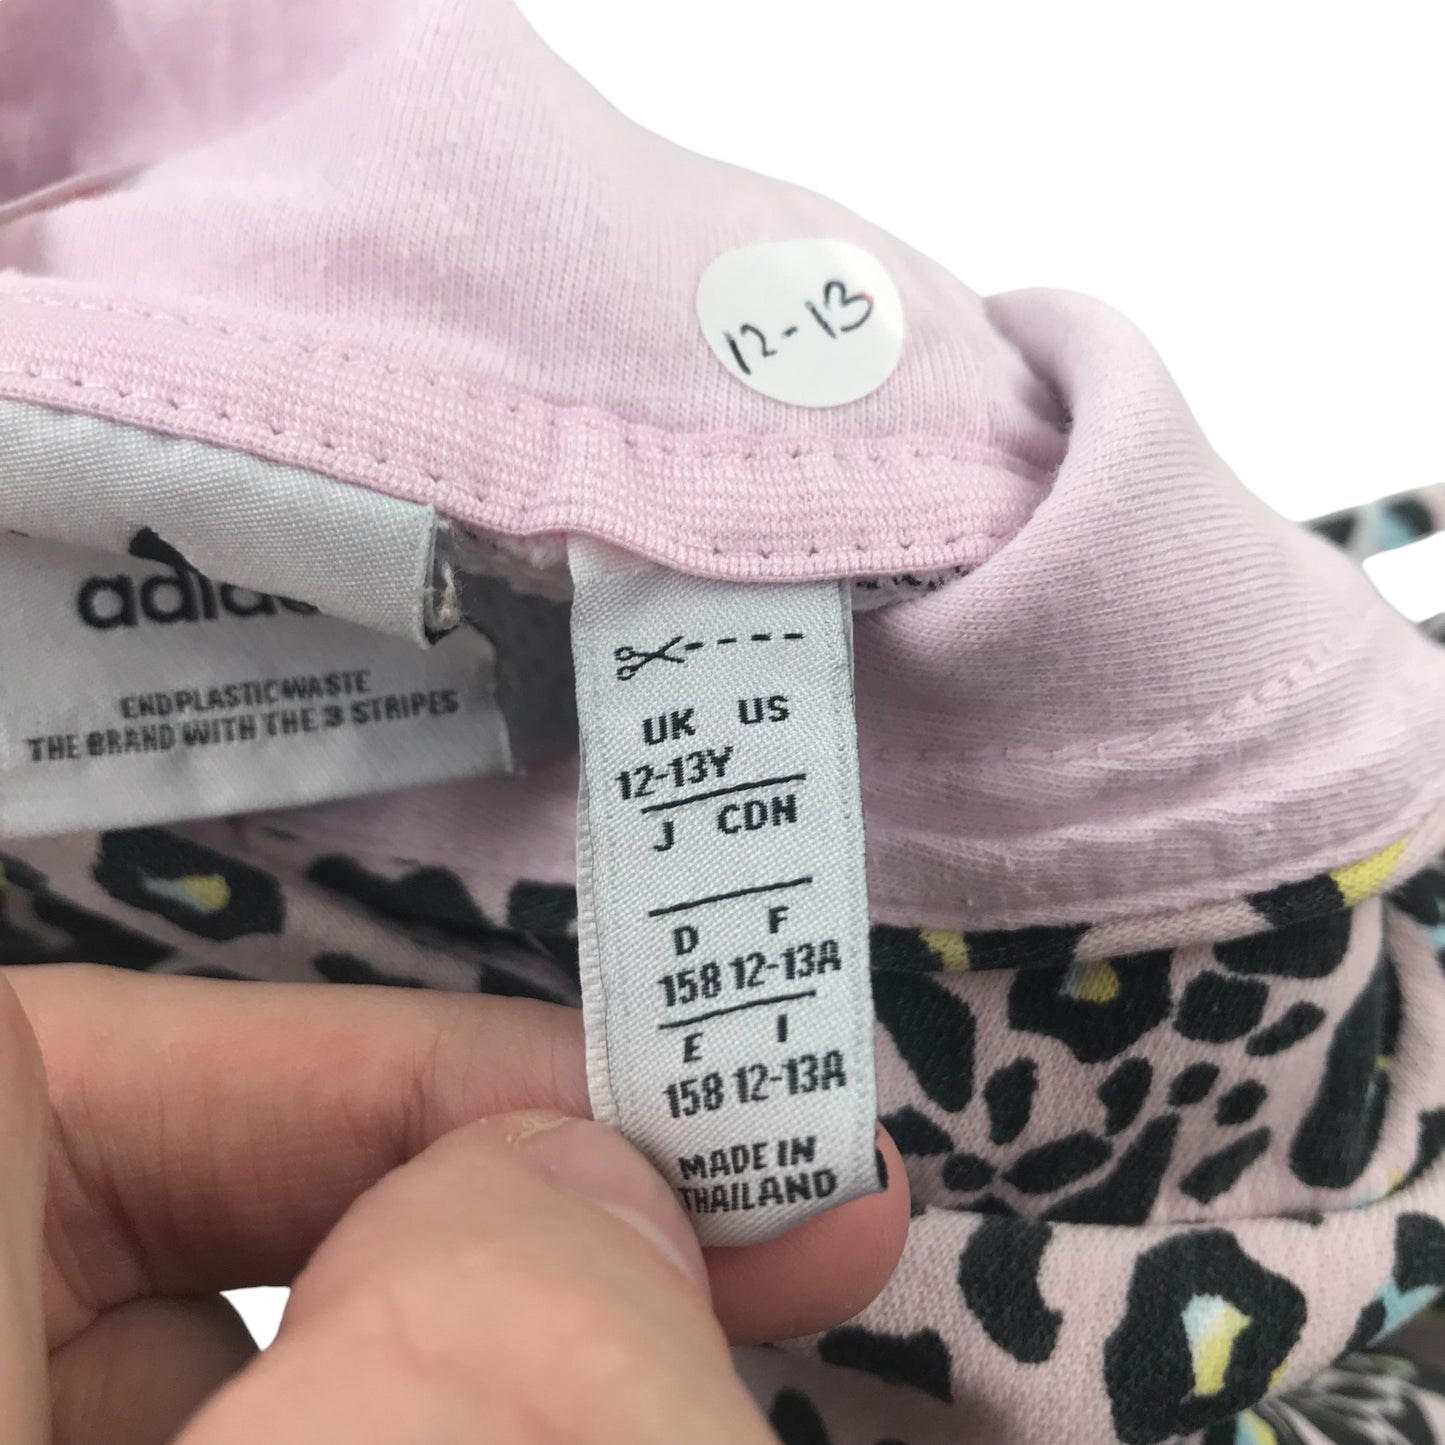 12-13
END PLASTIC WASTE
THE BRAND WITH THE 3 STRIPES
UK US
12-13Y
J CDN
D F
158 12-13A
E I
158 12-13A
MADE IN
THAILAND